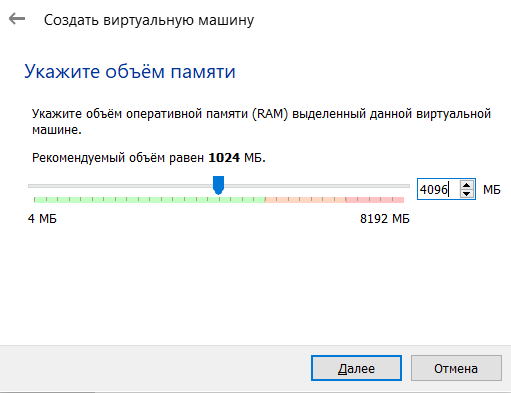 Создать виртуальную машину
Укажите объём памяти
Укажите объём оперативной памяти (RAM) выделенный данной виртуальной
машине.
Рекомендуемый объём равен 1024 МБ.
4096 МБ
4 МБ 8192 МБ
Далее Отмена